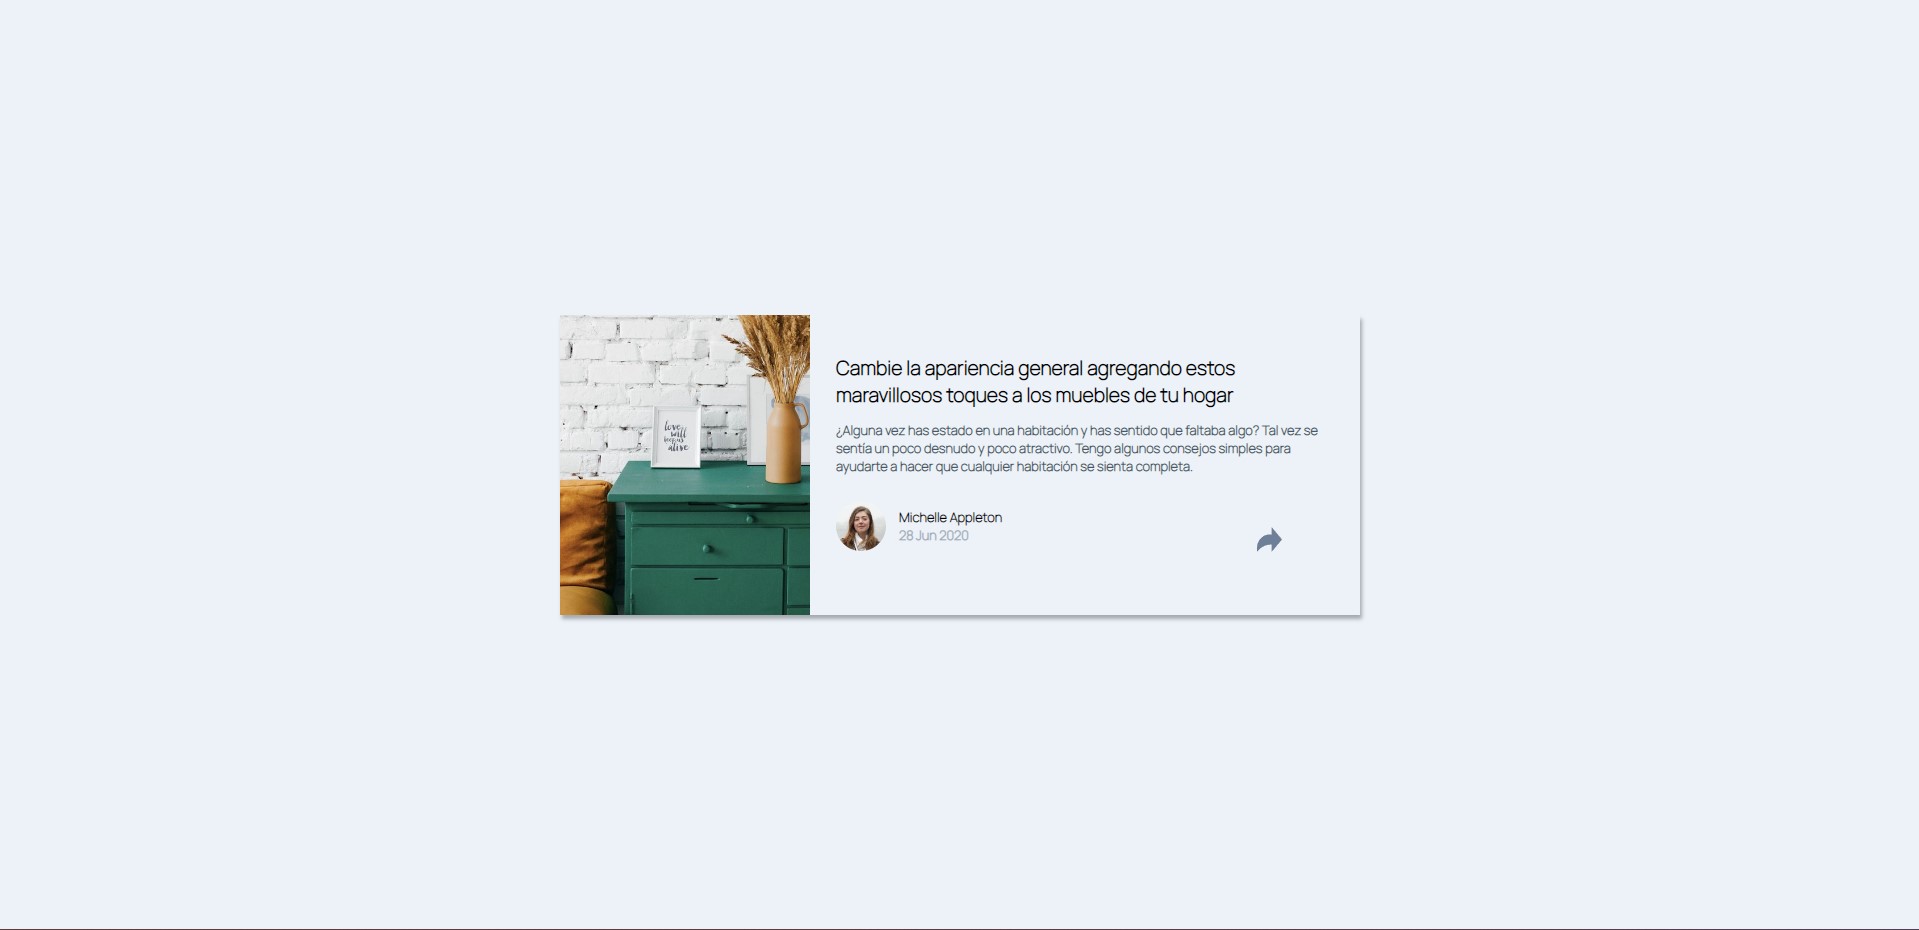 love
will
keep us
alive
Cambie la apariencia general agregando estos
maravillosos toques a los muebles de tu hogar
¿Alguna vez has estado en una habitación y has sentido que faltaba algo? Tal vez se
sentía un poco desnudo y poco atractivo. Tengo algunos consejos simples para
ayudarte a hacer que cualquier habitación se sienta completa.
Michelle Appleton
28 Jun 2020